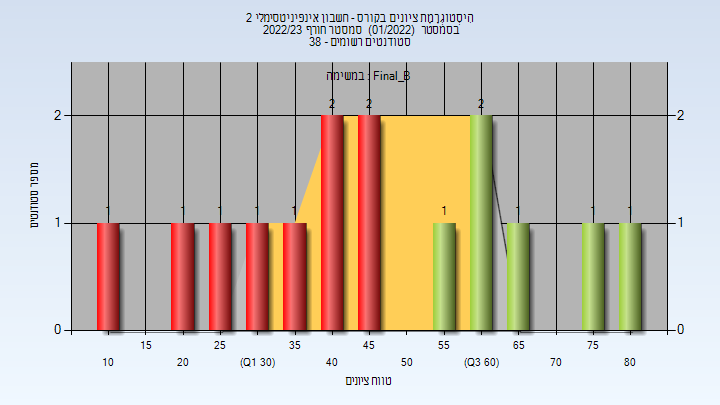 היסטוגרמת ציונים בקורס - חשבון אינפיניטסימלי 2
בסמסטר (01/2022) סמסטר חורף 2022/23
סטודנטים רשומים - 38
במשימה : Final_B
2 2 2
2 2
1 1 1 1 1 1 1 1 1
1 1
0 0
מספר סטודנטים
15 25 35 45 55 65 75
10 20 (Q1 30) 40 50 (Q3 60) 70 80
טווח ציונים